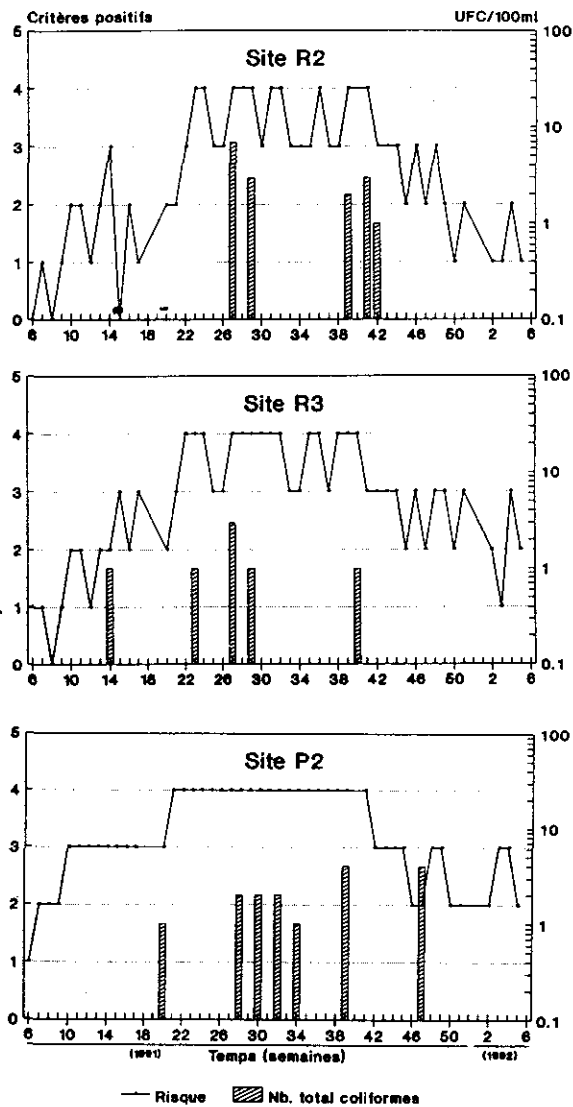 Critères positifs UFC/100ml
Site R2
5 4 3 2 1 0
100 10 1 0.1
6 10 14 18 22 26 30 34 38 42 46 50 2 6
Site R3
5 4 3 2 1 0
100 10 1 0.1
6 10 14 18 22 26 30 34 38 42 46 50 2 6
Site P2
5 4 3 2 1 0
100 10 1 0.1
6 10 14 18 22 26 30 34 38 42 46 50 2 6
(1991) Temps (semaines) (1992)
Risque Nb. total coliformes